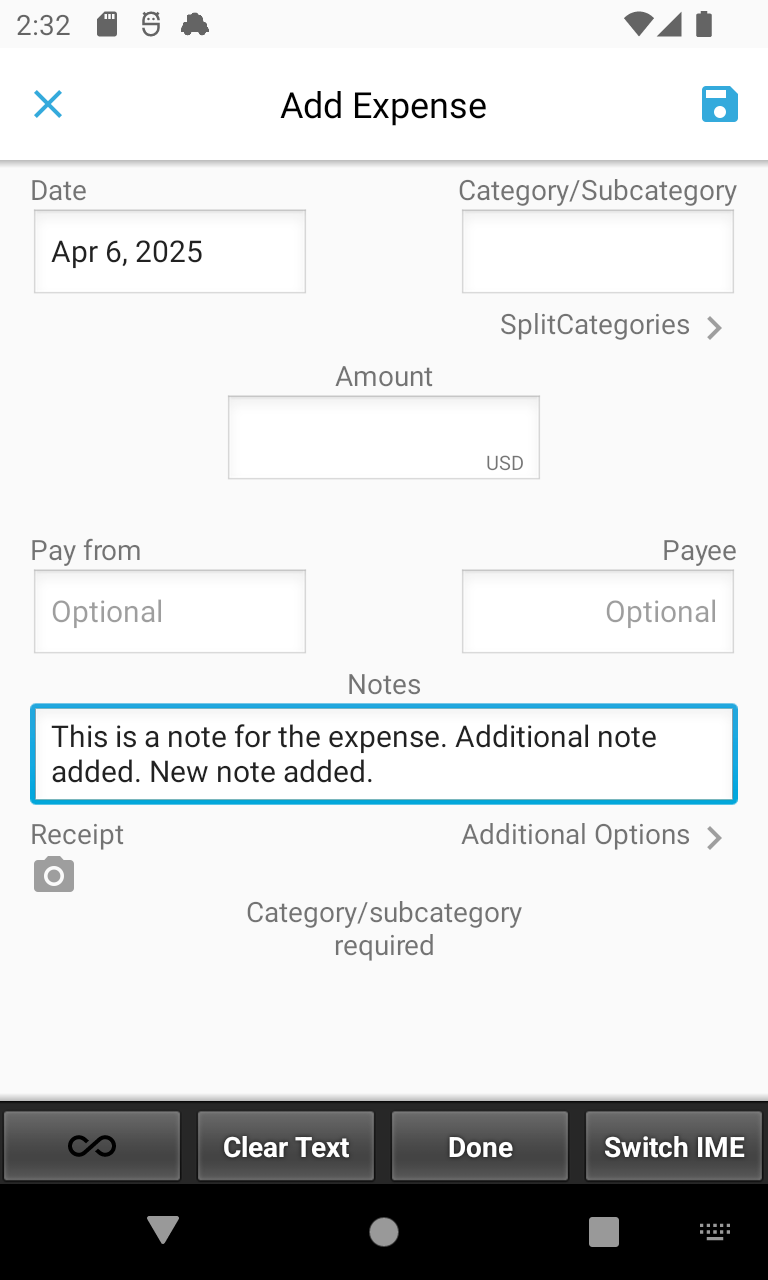 2:32
Add Expense
Date
Category/Subcategory
Apr 6, 2025
SplitCategories
Amount
USD
Pay from
Payee
Optional
Optional
Notes
This is a note for the expense. Additional note
added. New note added.
Receipt
Additional Options
Category/subcategory
required
Clear Text
Done
Switch IME